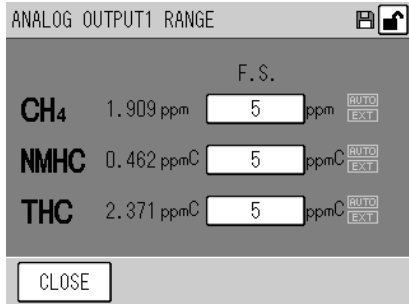 ANALOG OUTPUT1 RANGE
F.S.
CH₄ 1.909 ppm 5 ppm AUTO EXT
NMHC 0.462 ppmC 5 ppmC AUTO EXT
THC 2.371 ppmC 5 ppmC AUTO EXT
CLOSE